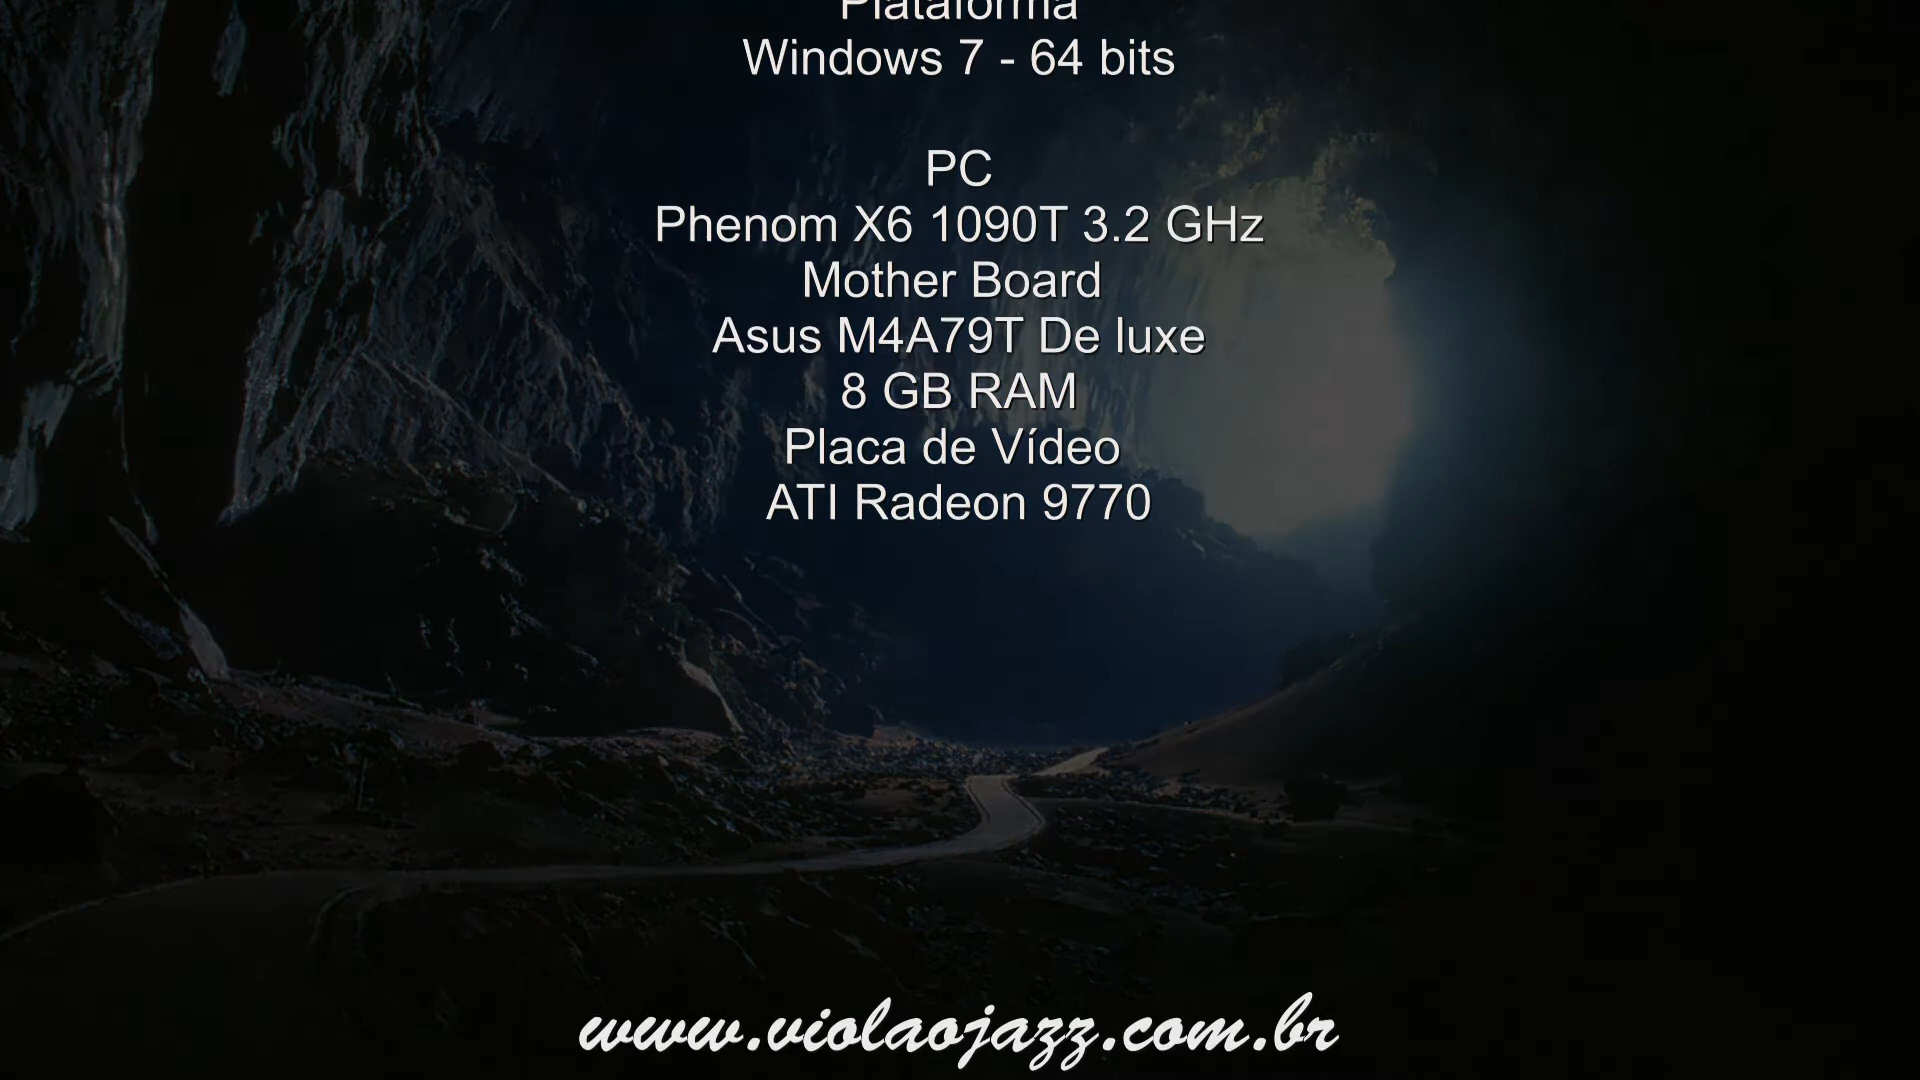 Plataforma
Windows 7 - 64 bits
PC
Phenom X6 1090T 3.2 GHz
Mother Board
Asus M4A79T De luxe
8 GB RAM
Placa de Vídeo
ATI Radeon 9770
www.violaojazz.com.br